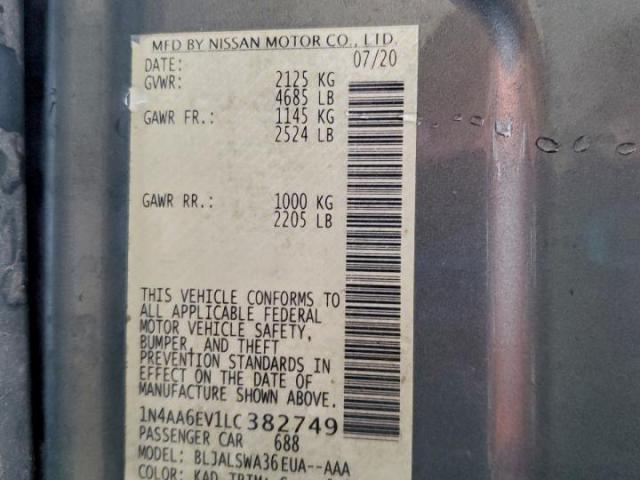 MFD BY NISSAN MOTOR CO., LTD.
DATE: 07/20
GVWR: 2125 KG
4685 LB
GAWR FR.: 1145 KG
2524 LB
GAWR RR.: 1000 KG
2205 LB
THIS VEHICLE CONFORMS TO
ALL APPLICABLE FEDERAL
MOTOR VEHICLE SAFETY,
BUMPER, AND THEFT
PREVENTION STANDARDS IN
EFFECT ON THE DATE OF
MANUFACTURE SHOWN ABOVE.
1N4AA6EV1LC382749
PASSENGER CAR 688
MODEL: BLJALSWA36EUA--AAA
COLOR: KAD TRIM: